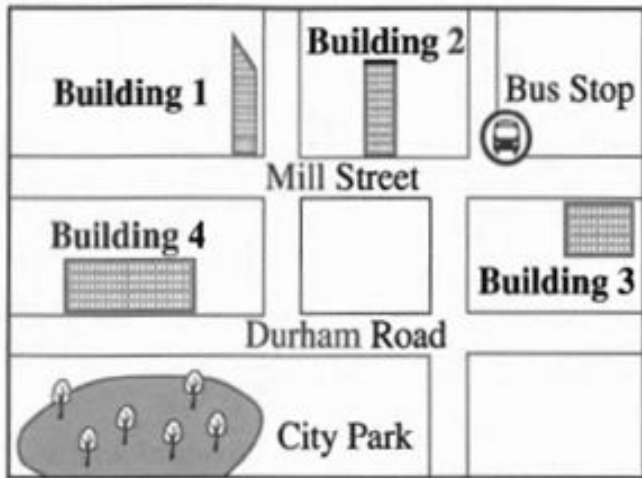 Building 2
Building 1
Bus Stop
Mill Street
Building 4
Building 3
Durham Road
City Park